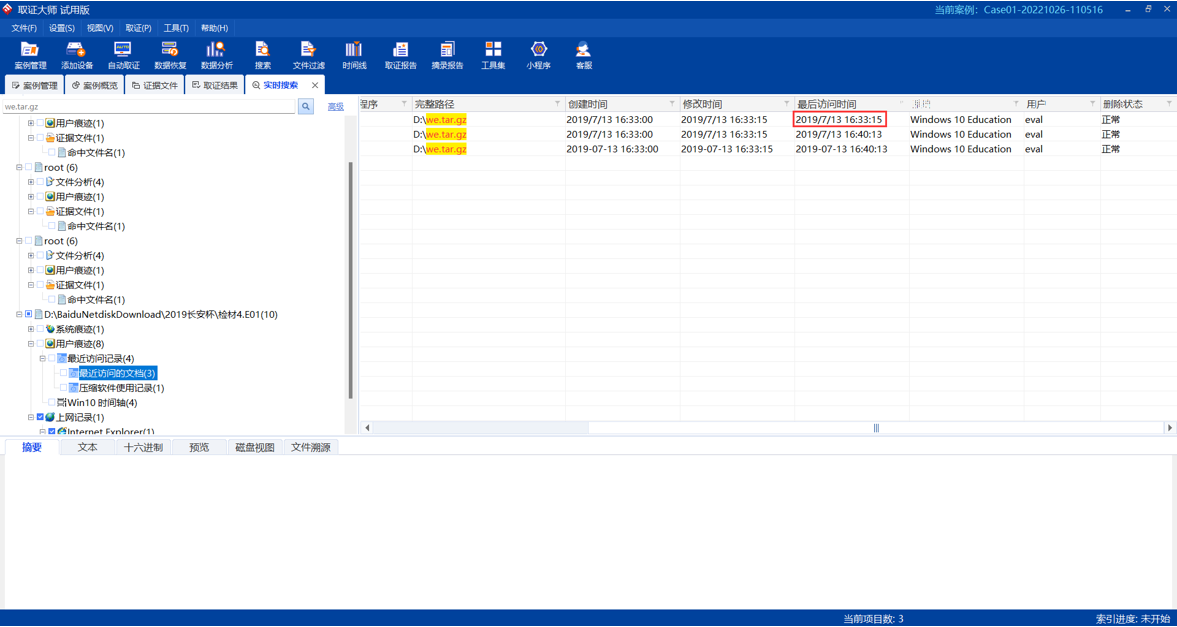 取证大师 试用版
当前案例: Case01-20221026-110516
文件(F) 设置(S) 视图(V) 取证(P) 工具(T) 帮助(H)
案例管理 添加设备 自动取证 数据恢复 数据分析 搜索 文件过滤 时间线 取证报告 摘录报告 工具集 小程序 客服
案例管理 案例概览 证据文件 取证结果 实时搜索
we.tar.gz 高级
用户痕迹(1)
证据文件(1)
命中文件名(1)
root (6)
文件分析(4)
用户痕迹(1)
证据文件(1)
命中文件名(1)
root (6)
文件分析(4)
用户痕迹(1)
证据文件(1)
命中文件名(1)
D:\BaiduNetdiskDownload\2019长安杯\检材4.E01(10)
系统痕迹(1)
用户痕迹(8)
最近访问记录(4)
最近访问的文档(3)
压缩软件使用记录(1)
Win10 时间轴(4)
上网记录(1)
Internet Explorer(1)
程序 完整路径 创建时间 修改时间 最后访问时间 用户 删除状态
D:\we.tar.gz 2019/7/13 16:33:00 2019/7/13 16:33:15 2019/7/13 16:33:15 Windows 10 Education eval 正常
D:\we.tar.gz 2019/7/13 16:33:00 2019/7/13 16:33:15 2019/7/13 16:40:13 Windows 10 Education eval 正常
D:\we.tar.gz 2019-07-13 16:33:00 2019-07-13 16:33:15 2019-07-13 16:40:13 Windows 10 Education eval 正常
摘要 文本 十六进制 预览 磁盘视图 文件溯源
当前项目数: 3
索引进度: 未开始